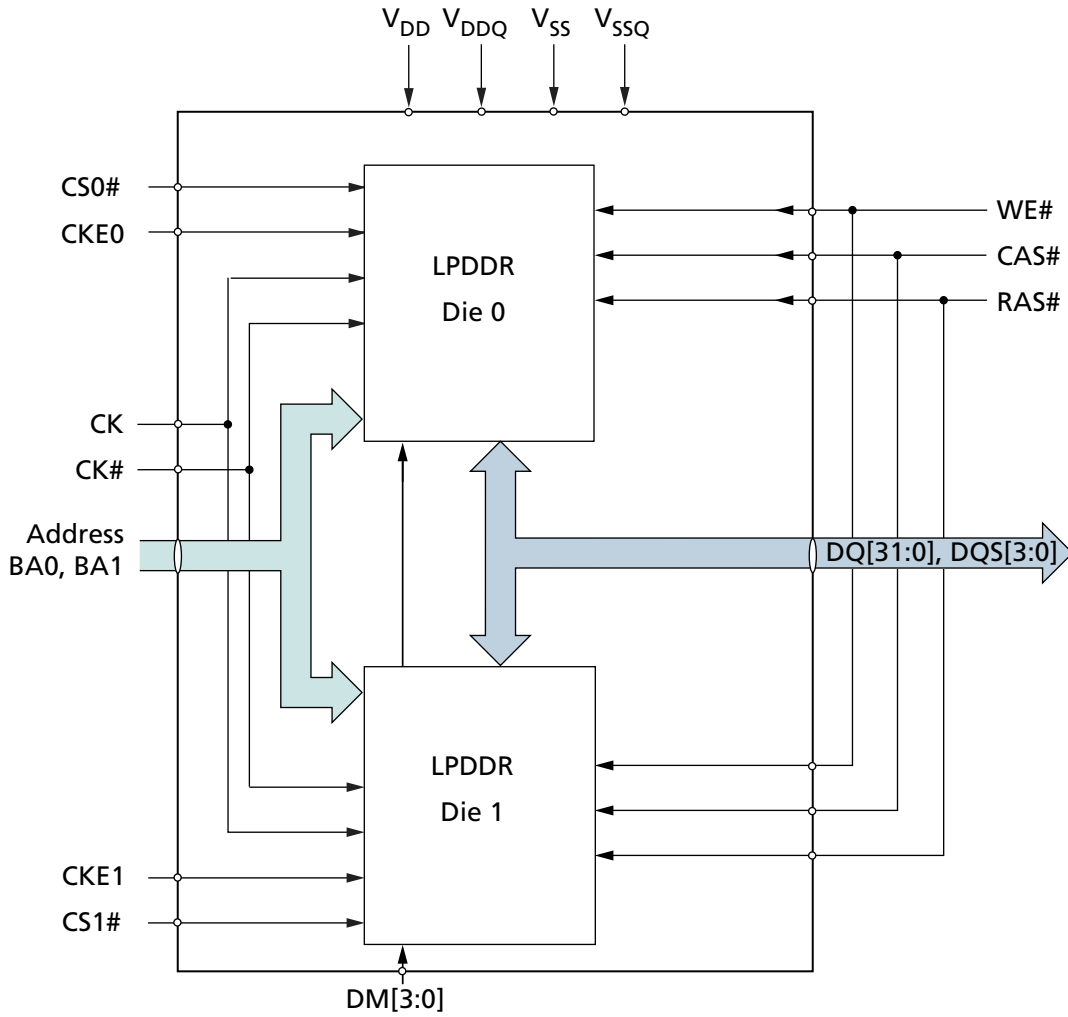 VDD VDDQ VSS VSSQ
CS0#
CKE0
CK
CK#
Address
BA0, BA1
CKE1
CS1#
LPDDR
Die 0
LPDDR
Die 1
WE#
CAS#
RAS#
DQ[31:0], DQS[3:0]
DM[3:0]